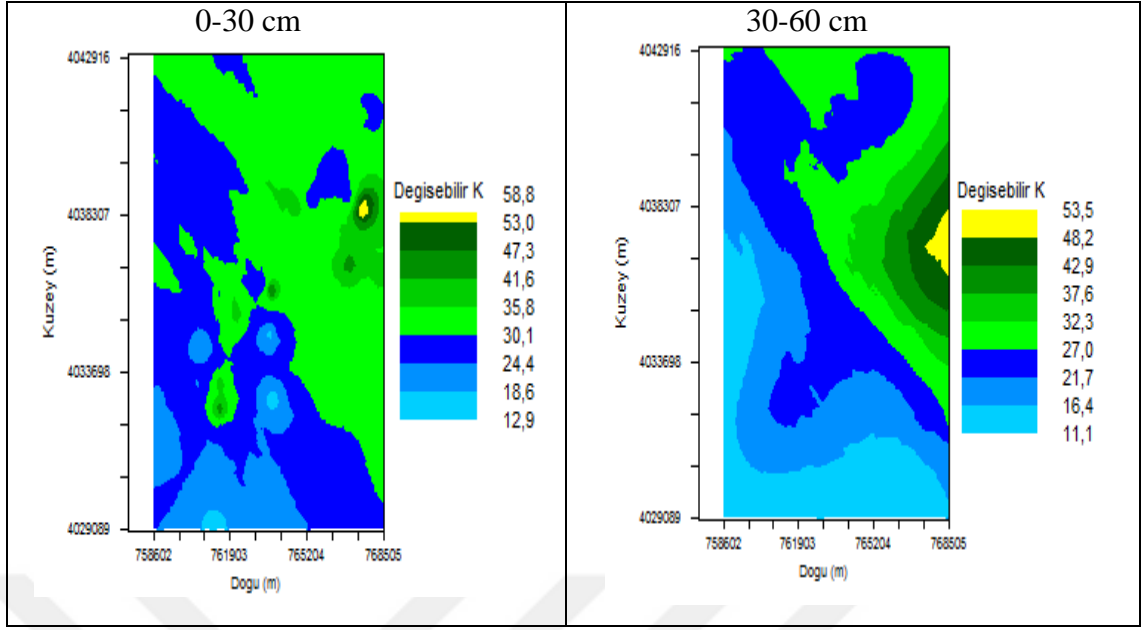 0-30 cm
4042916
4038307
4033698
4029089
Kuzey (m)
758602 761903 765204 768505
Dogu (m)
Degisebilir K
58,8
53,0
47,3
41,6
35,8
30,1
24,4
18,6
12,9
30-60 cm
4042916
4038307
4033698
4029089
Kuzey (m)
758602 761903 765204 768505
Dogu (m)
Degisebilir K
53,5
48,2
42,9
37,6
32,3
27,0
21,7
16,4
11,1